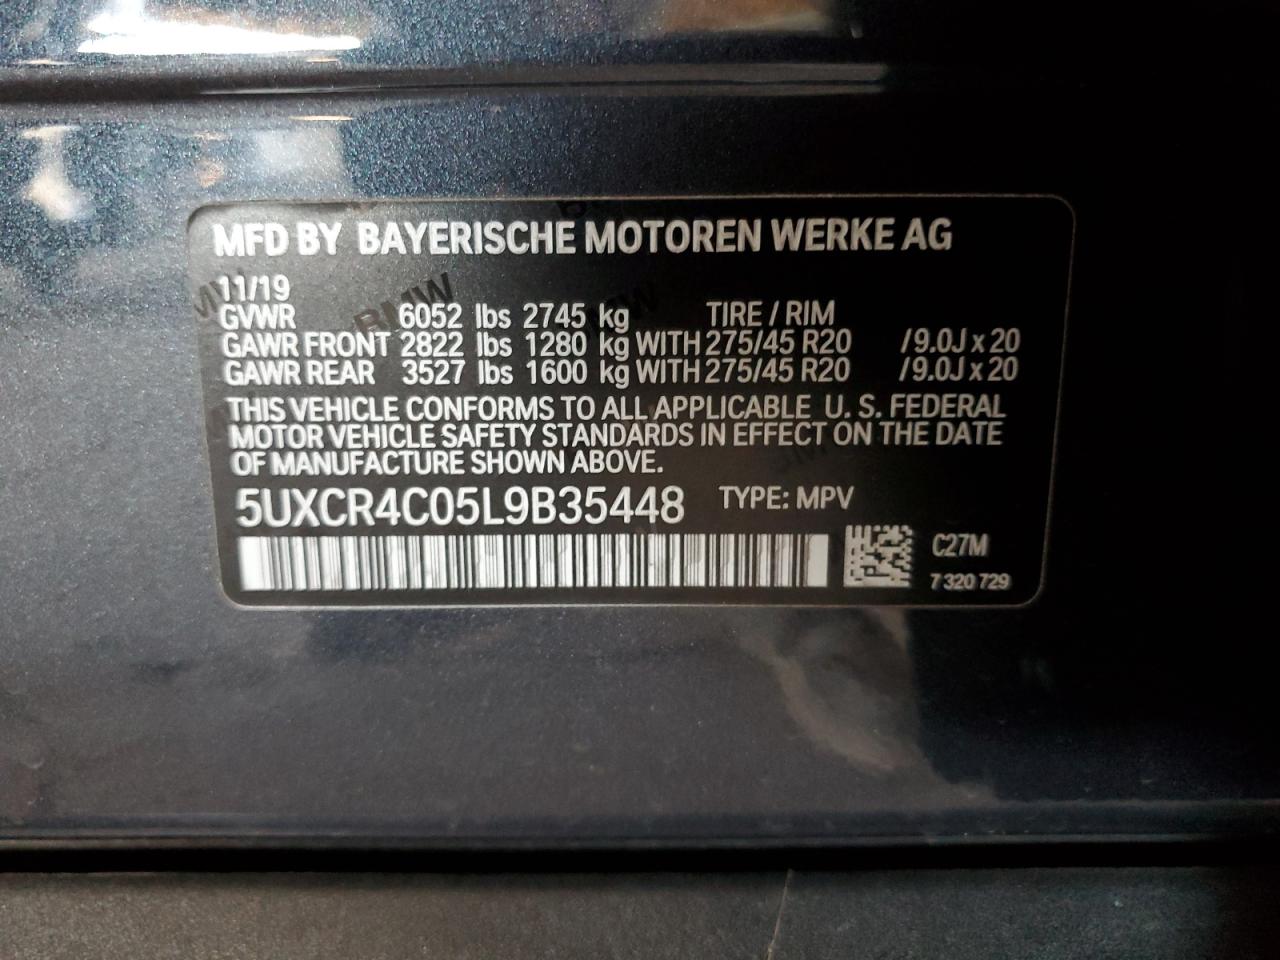 MFD BY BAYERISCHE MOTOREN WERKE AG
11/19
GVWR 6052 lbs 2745 kg TIRE / RIM
GAWR FRONT 2822 lbs 1280 kg WITH 275/45 R20 /9.0J x 20
GAWR REAR 3527 lbs 1600 kg WITH 275/45 R20 /9.0J x 20
THIS VEHICLE CONFORMS TO ALL APPLICABLE U. S. FEDERAL
MOTOR VEHICLE SAFETY STANDARDS IN EFFECT ON THE DATE
OF MANUFACTURE SHOWN ABOVE.
5UXCR4C05L9B35448 TYPE: MPV
C27M
7 320 729